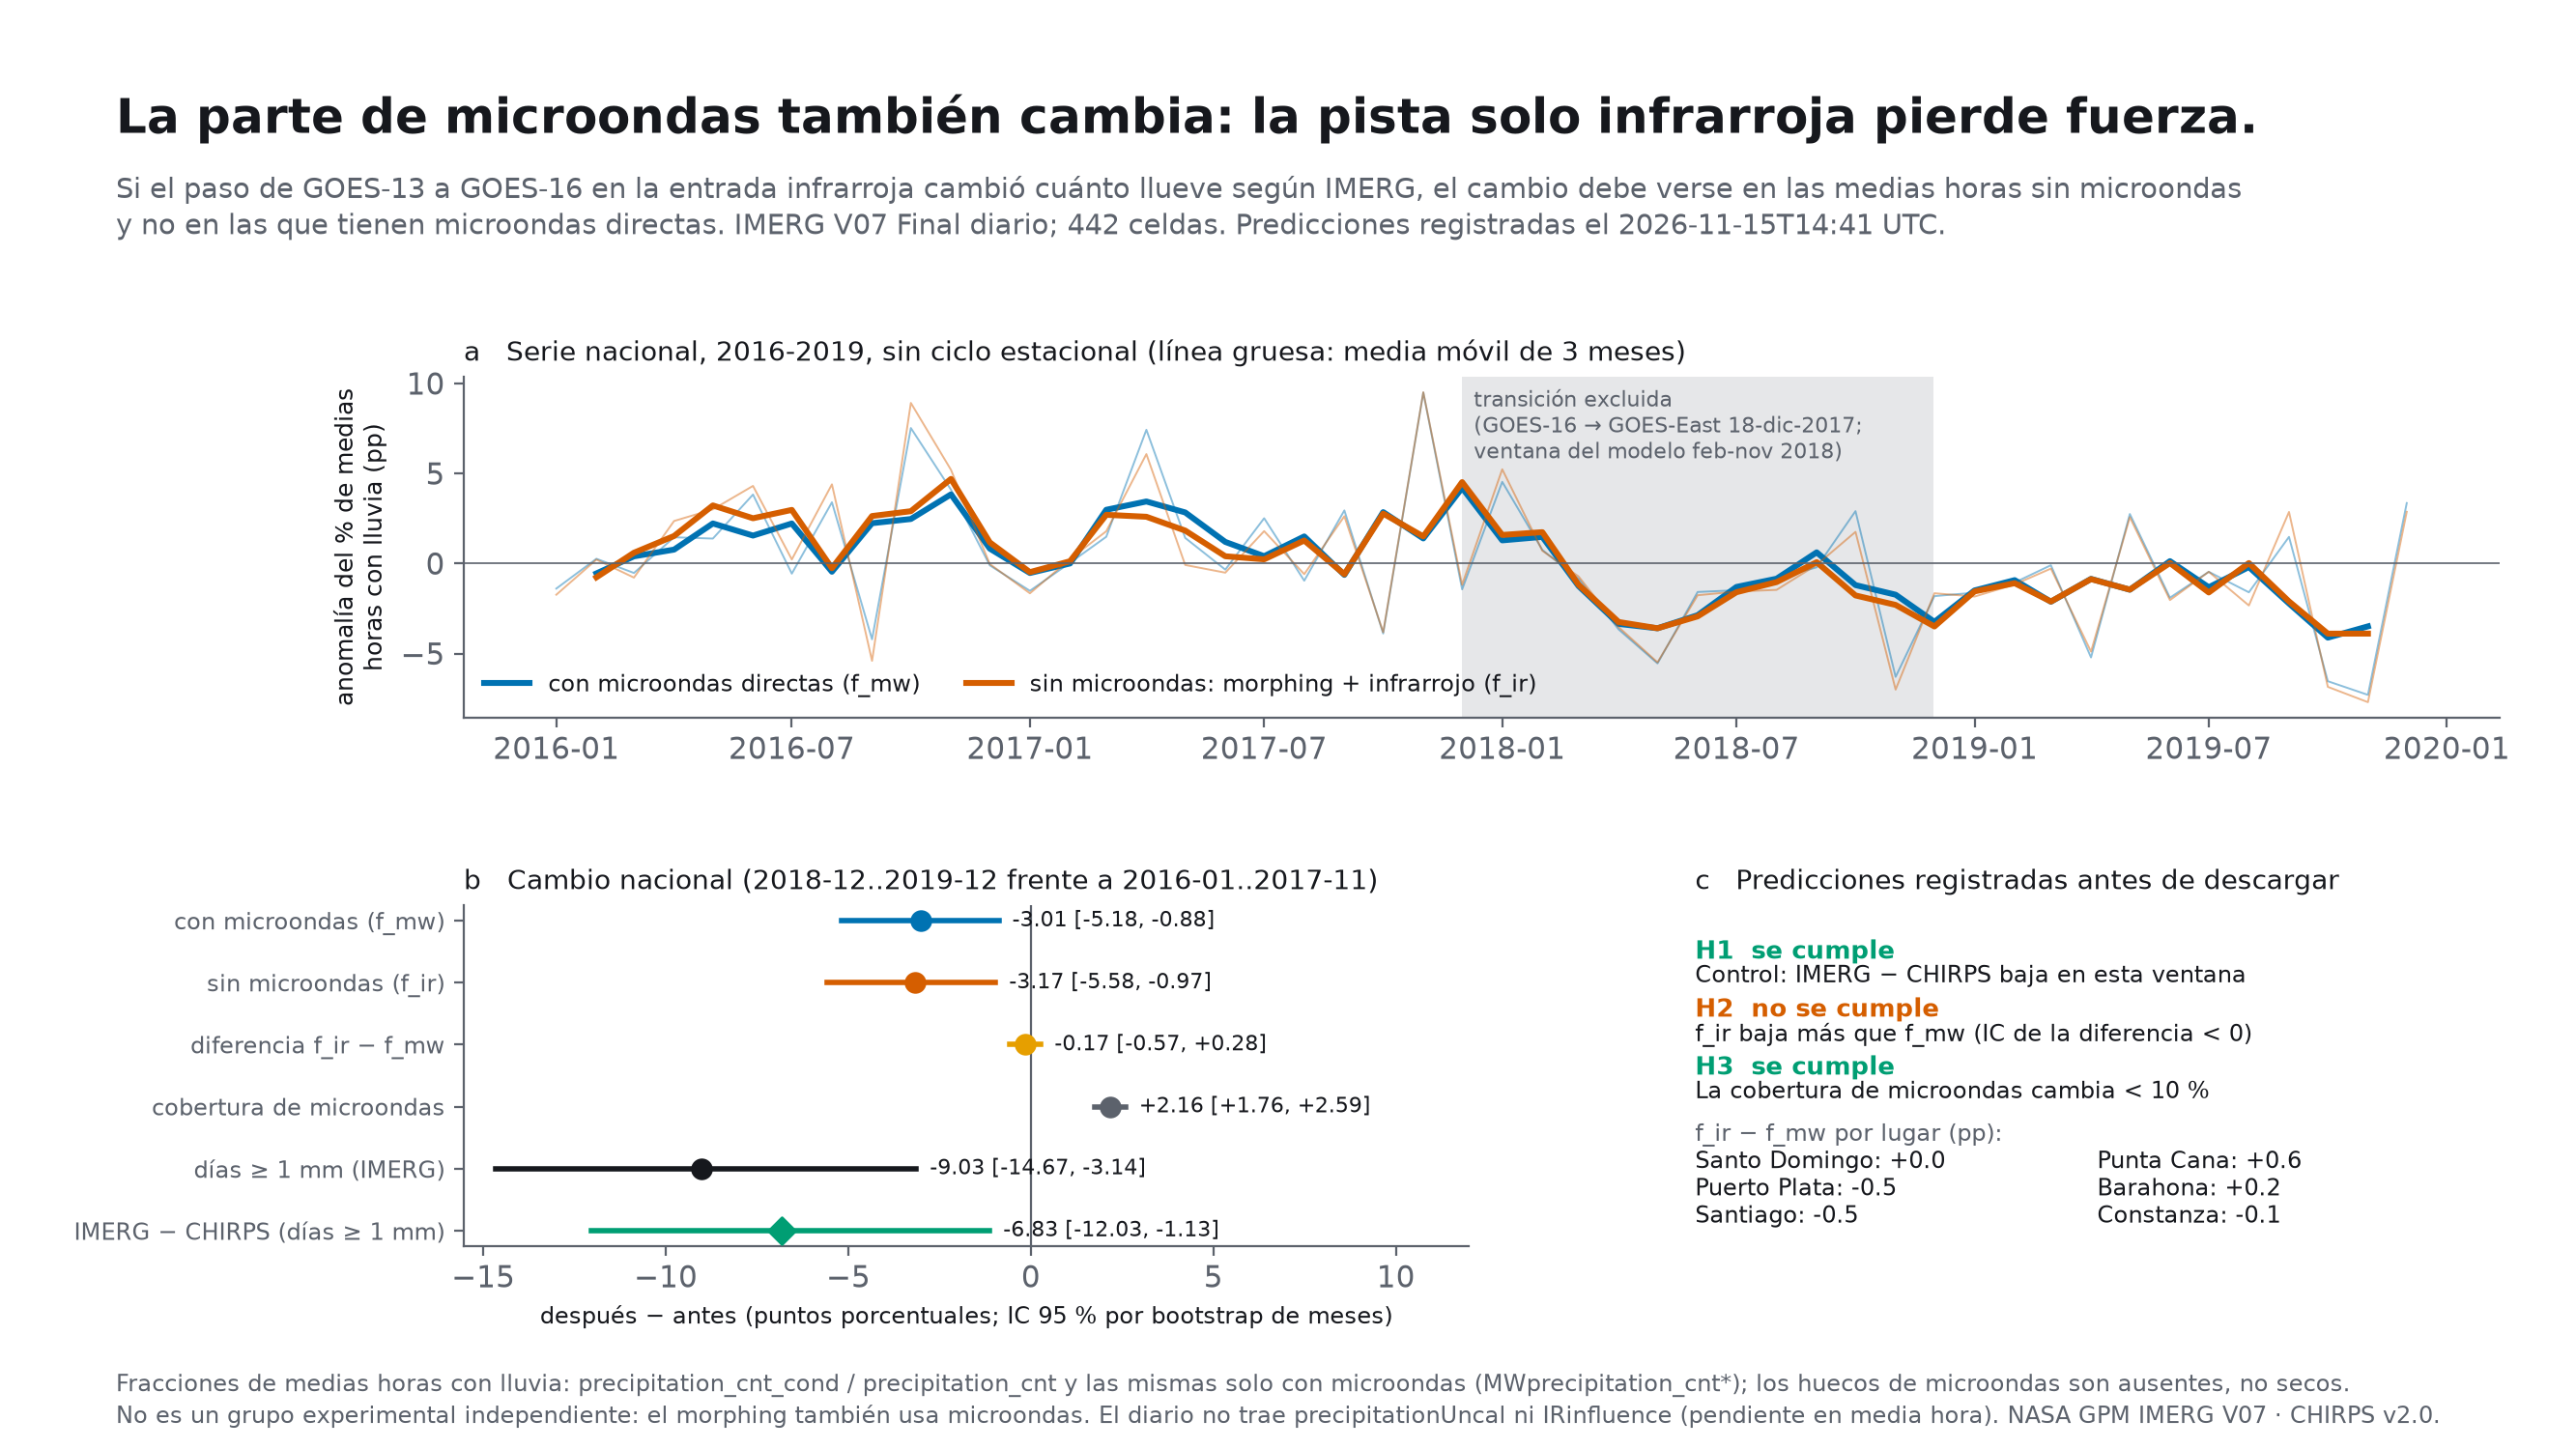 La parte de microondas también cambia: la pista solo infrarroja pierde fuerza.
Si el paso de GOES-13 a GOES-16 en la entrada infrarroja cambió cuánto llueve según IMERG, el cambio debe verse en las medias horas sin microondas
y no en las que tienen microondas directas. IMERG V07 Final diario; 442 celdas. Predicciones registradas el 2026-11-15T14:41 UTC.
a Serie nacional, 2016-2019, sin ciclo estacional (línea gruesa: media móvil de 3 meses)
anomalía del % de medias
horas con lluvia (pp)
10
5
0
−5
transición excluida
(GOES-16 → GOES-East 18-dic-2017;
ventana del modelo feb-nov 2018)
con microondas directas (f_mw)
sin microondas: morphing + infrarrojo (f_ir)
2016-01
2016-07
2017-01
2017-07
2018-01
2018-07
2019-01
2019-07
2020-01
b Cambio nacional (2018-12..2019-12 frente a 2016-01..2017-11)
con microondas (f_mw)
-3.01 [-5.18, -0.88]
sin microondas (f_ir)
-3.17 [-5.58, -0.97]
diferencia f_ir − f_mw
-0.17 [-0.57, +0.28]
cobertura de microondas
+2.16 [+1.76, +2.59]
días ≥ 1 mm (IMERG)
-9.03 [-14.67, -3.14]
IMERG − CHIRPS (días ≥ 1 mm)
-6.83 [-12.03, -1.13]
−15
−10
−5
0
5
10
después − antes (puntos porcentuales; IC 95 % por bootstrap de meses)
c Predicciones registradas antes de descargar
H1 se cumple
Control: IMERG − CHIRPS baja en esta ventana
H2 no se cumple
f_ir baja más que f_mw (IC de la diferencia < 0)
H3 se cumple
La cobertura de microondas cambia < 10 %
f_ir − f_mw por lugar (pp):
Santo Domingo: +0.0
Punta Cana: +0.6
Puerto Plata: -0.5
Barahona: +0.2
Santiago: -0.5
Constanza: -0.1
Fracciones de medias horas con lluvia: precipitation_cnt_cond / precipitation_cnt y las mismas solo con microondas (MWprecipitation_cnt*); los huecos de microondas son ausentes, no secos.
No es un grupo experimental independiente: el morphing también usa microondas. El diario no trae precipitationUncal ni IRinfluence (pendiente en media hora). NASA GPM IMERG V07 · CHIRPS v2.0.